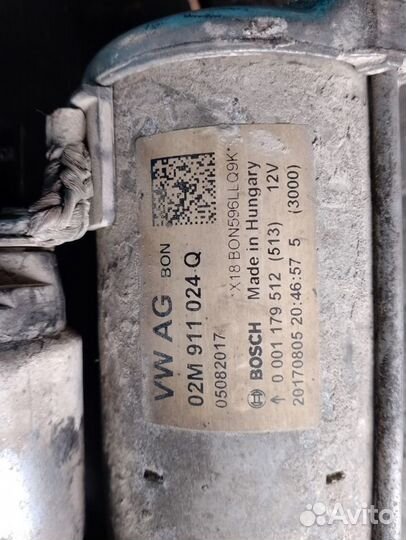 VW AG BON
02M 911 024 Q
05082017
*X18 BON596LLQ9K*
BOSCH Made in Hungary 12V
↑ 0 001 179 512 (513)
20170805 20:46:57 5 (3000)
Avito